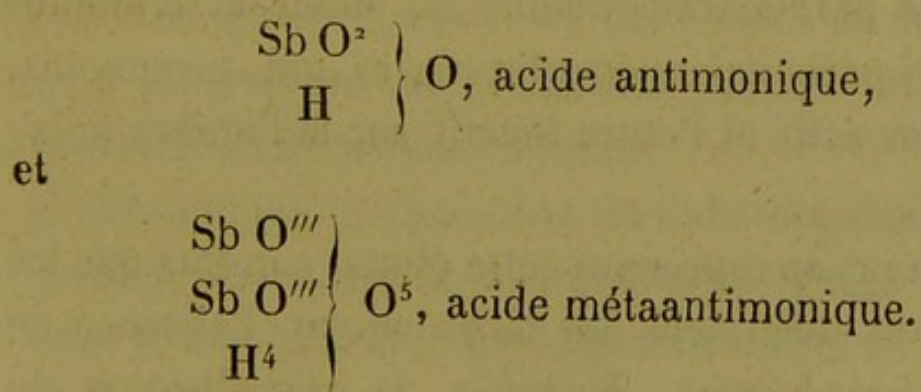 Sb O²
H } O, acide antimonique,
et
Sb O‴
Sb O‴ } O⁵, acide métaantimonique.
H⁴